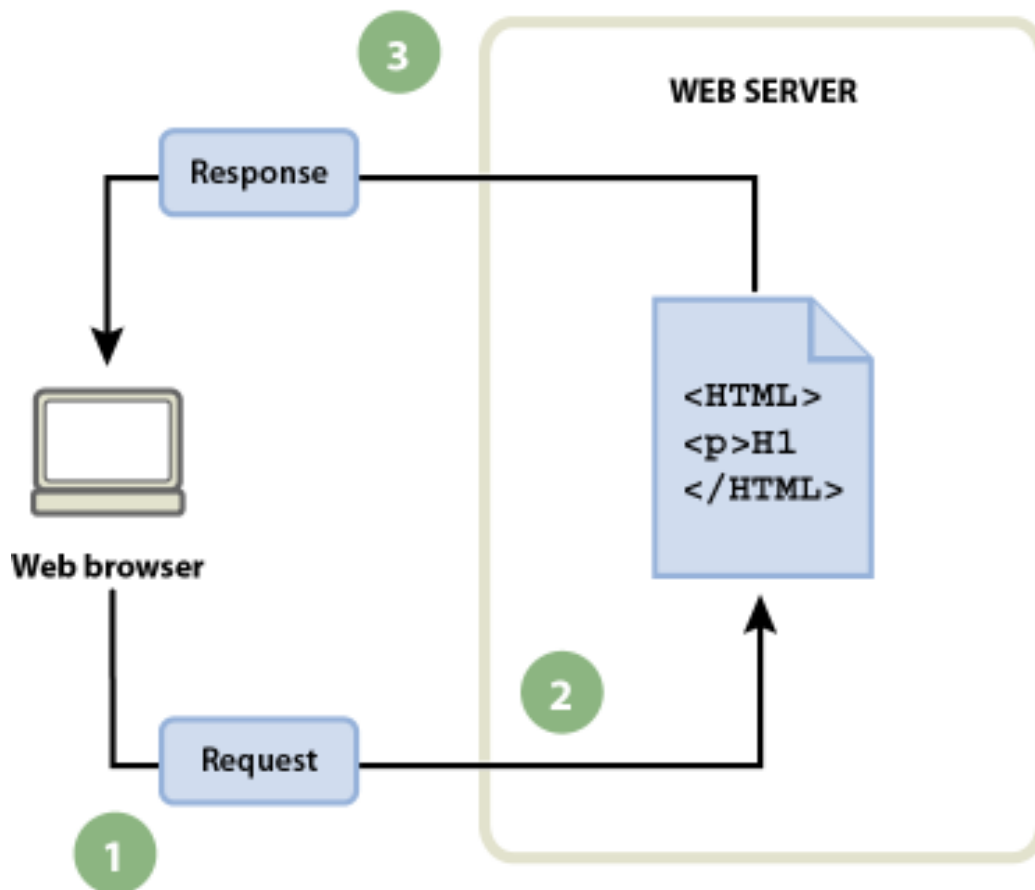 3
WEB SERVER
Response
<HTML>
<p>H1
</HTML>
Web browser
2
Request
1